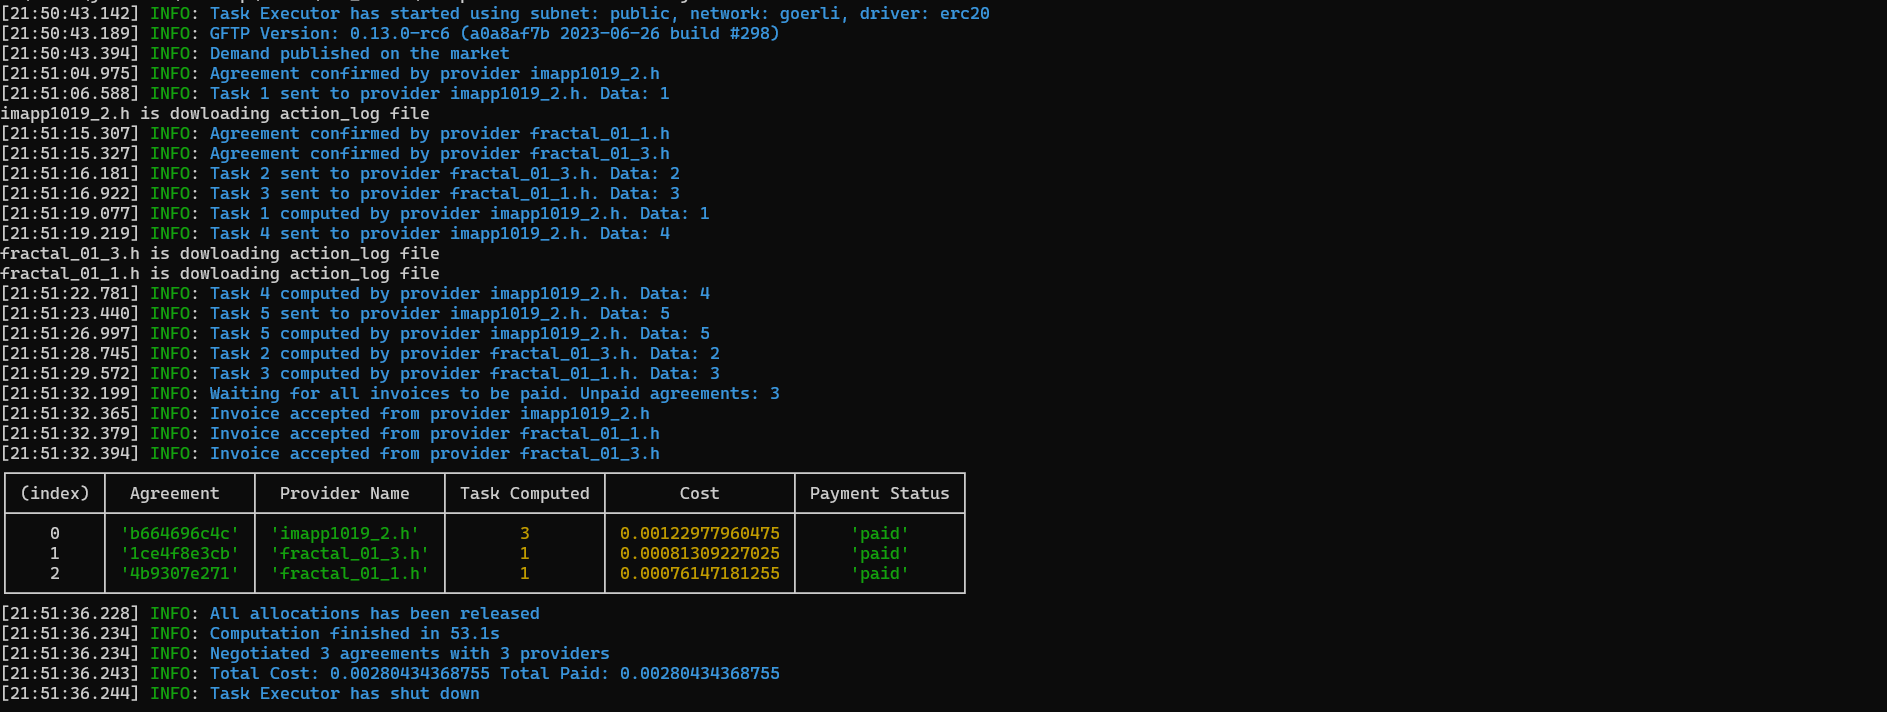 [21:50:43.142] INFO: Task Executor has started using subnet: public, network: goerli, driver: erc20
[21:50:43.189] INFO: GFTP Version: 0.13.0-rc6 (a0a8af7b 2023-06-26 build #298)
[21:50:43.394] INFO: Demand published on the market
[21:51:04.975] INFO: Agreement confirmed by provider imapp1019_2.h
[21:51:06.588] INFO: Task 1 sent to provider imapp1019_2.h. Data: 1
imapp1019_2.h is dowloading action_log file
[21:51:15.307] INFO: Agreement confirmed by provider fractal_01_1.h
[21:51:15.327] INFO: Agreement confirmed by provider fractal_01_3.h
[21:51:16.181] INFO: Task 2 sent to provider fractal_01_3.h. Data: 2
[21:51:16.922] INFO: Task 3 sent to provider fractal_01_1.h. Data: 3
[21:51:19.077] INFO: Task 1 computed by provider imapp1019_2.h. Data: 1
[21:51:19.219] INFO: Task 4 sent to provider imapp1019_2.h. Data: 4
fractal_01_3.h is dowloading action_log file
fractal_01_1.h is dowloading action_log file
[21:51:22.781] INFO: Task 4 computed by provider imapp1019_2.h. Data: 4
[21:51:23.440] INFO: Task 5 sent to provider imapp1019_2.h. Data: 5
[21:51:26.997] INFO: Task 5 computed by provider imapp1019_2.h. Data: 5
[21:51:28.745] INFO: Task 2 computed by provider fractal_01_3.h. Data: 2
[21:51:29.572] INFO: Task 3 computed by provider fractal_01_1.h. Data: 3
[21:51:32.199] INFO: Waiting for all invoices to be paid. Unpaid agreements: 3
[21:51:32.365] INFO: Invoice accepted from provider imapp1019_2.h
[21:51:32.379] INFO: Invoice accepted from provider fractal_01_1.h
[21:51:32.394] INFO: Invoice accepted from provider fractal_01_3.h
(index) Agreement Provider Name Task Computed Cost Payment Status
0 'b664696c4c' 'imapp1019_2.h' 3 0.00122977960475 'paid'
1 '1ce4f8e3cb' 'fractal_01_3.h' 1 0.00081309227025 'paid'
2 '4b9307e271' 'fractal_01_1.h' 1 0.00076147181255 'paid'
[21:51:36.228] INFO: All allocations has been released
[21:51:36.234] INFO: Computation finished in 53.1s
[21:51:36.234] INFO: Negotiated 3 agreements with 3 providers
[21:51:36.243] INFO: Total Cost: 0.00280434368755 Total Paid: 0.00280434368755
[21:51:36.244] INFO: Task Executor has shut down